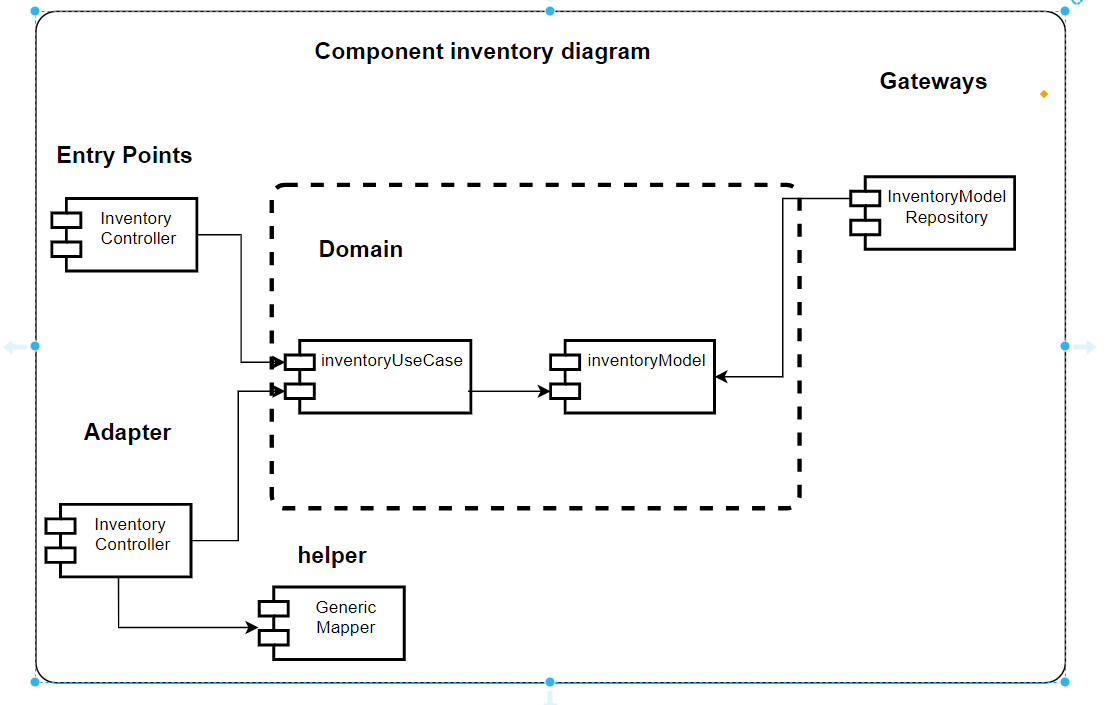 Component inventory diagram
Gateways
Entry Points
InventoryModel
Repository
Inventory
Controller
Domain
inventoryUseCase
inventoryModel
Adapter
Inventory
Controller
helper
Generic
Mapper